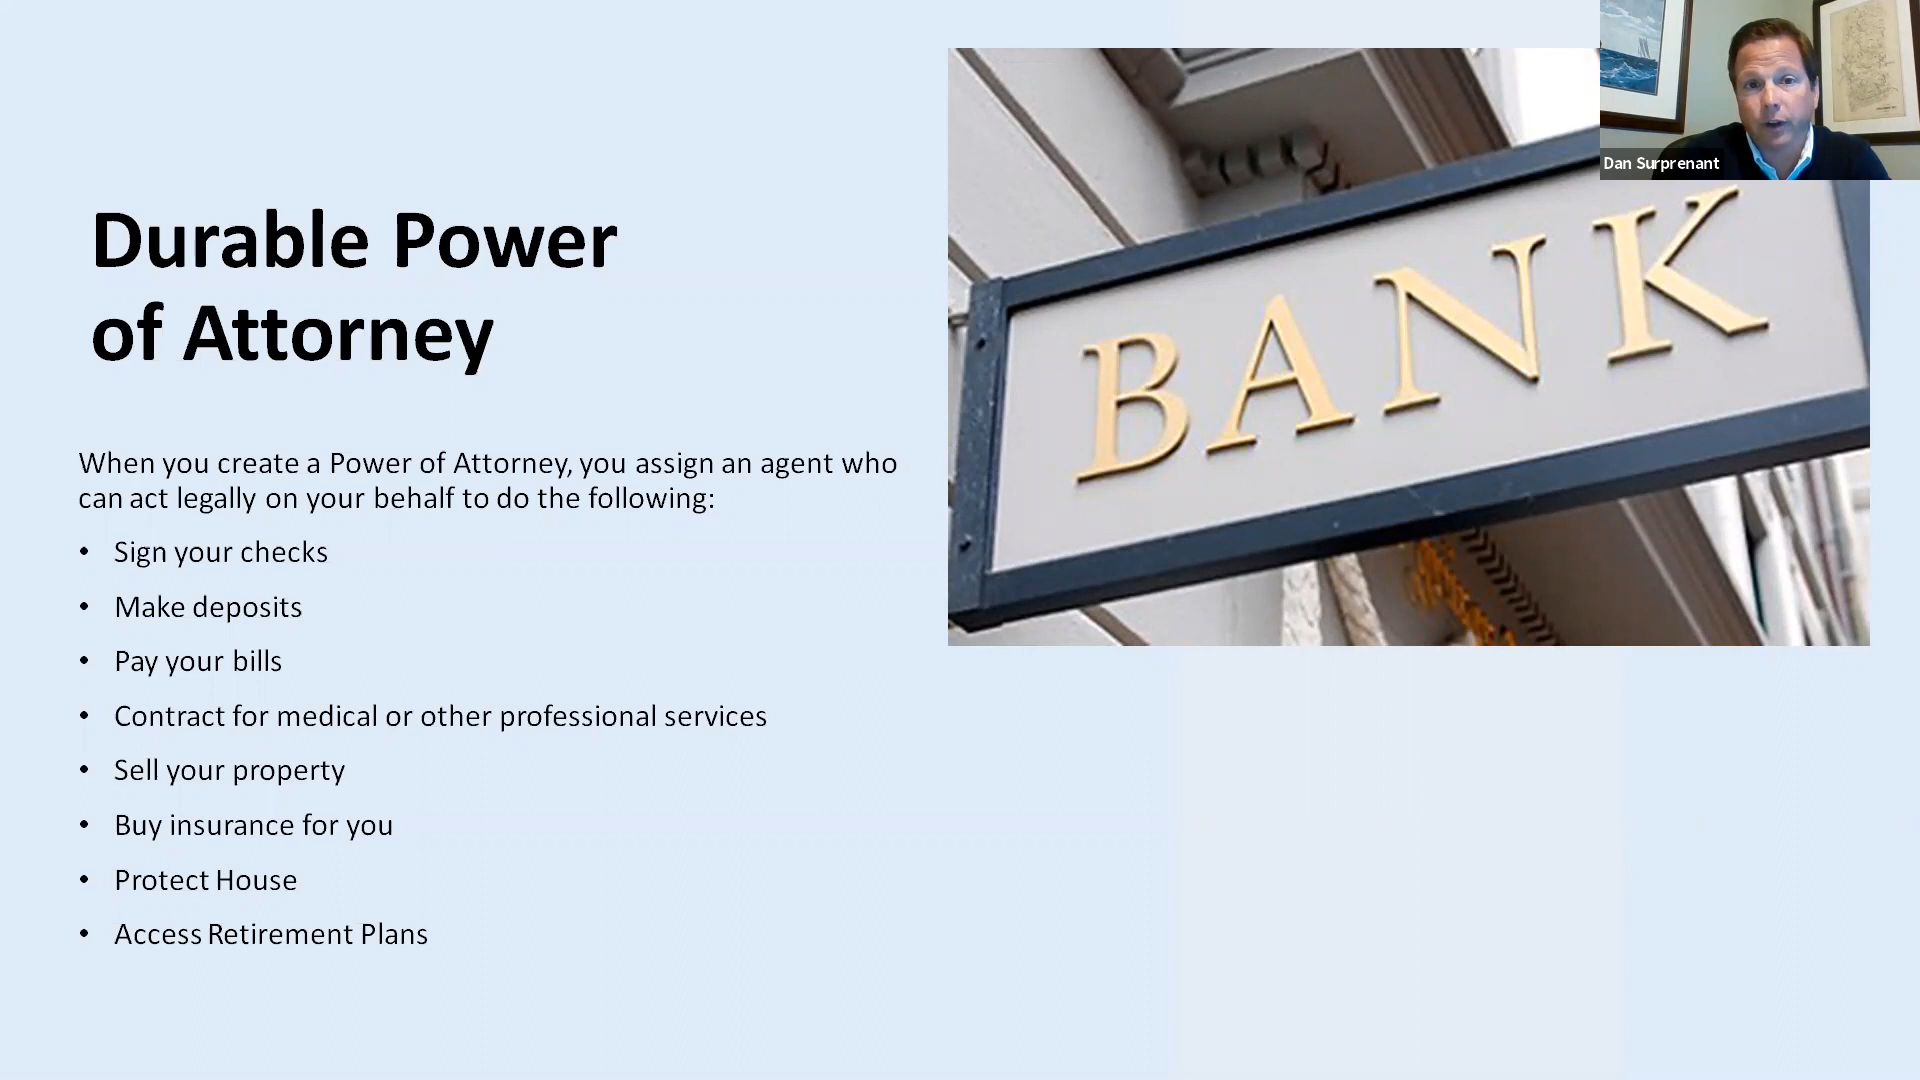 Durable Power
of Attorney
When you create a Power of Attorney, you assign an agent who
can act legally on your behalf to do the following:
• Sign your checks
• Make deposits
• Pay your bills
• Contract for medical or other professional services
• Sell your property
• Buy insurance for you
• Protect House
• Access Retirement Plans
BANK
Dan Surprenant